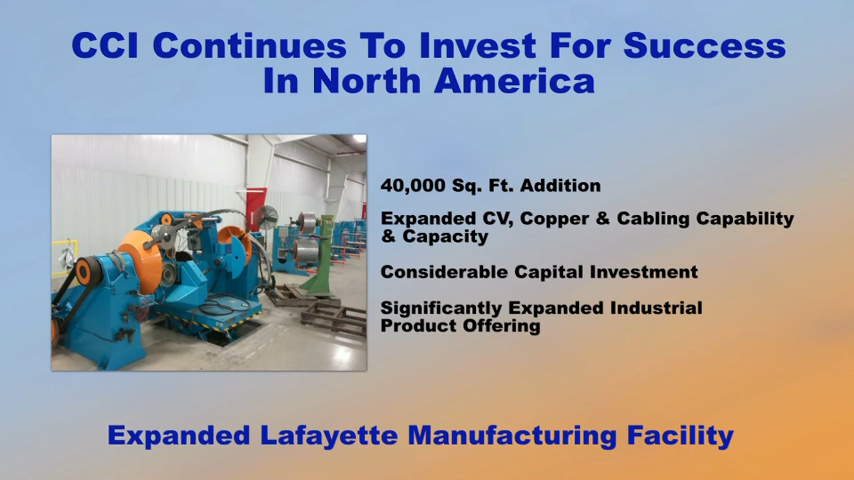 CCI Continues To Invest For Success
In North America
40,000 Sq. Ft. Addition
Expanded CV, Copper & Cabling Capability
& Capacity
Considerable Capital Investment
Significantly Expanded Industrial
Product Offering
Expanded Lafayette Manufacturing Facility